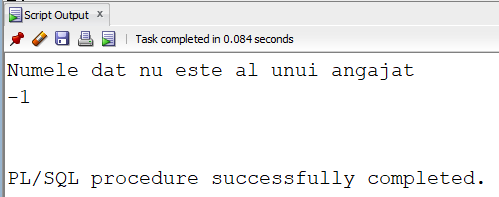 Script Output x
Task completed in 0.084 seconds
Numele dat nu este al unui angajat
-1
PL/SQL procedure successfully completed.